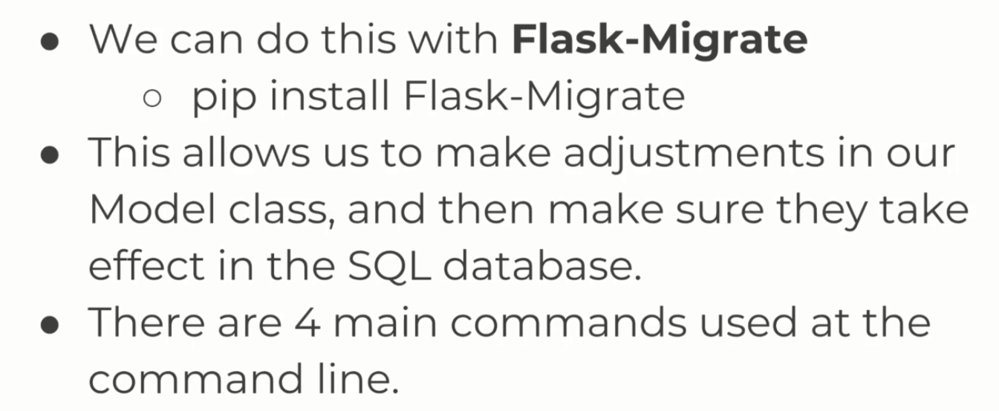 ● We can do this with Flask-Migrate
○ pip install Flask-Migrate
● This allows us to make adjustments in our
Model class, and then make sure they take
effect in the SQL database.
● There are 4 main commands used at the
command line.